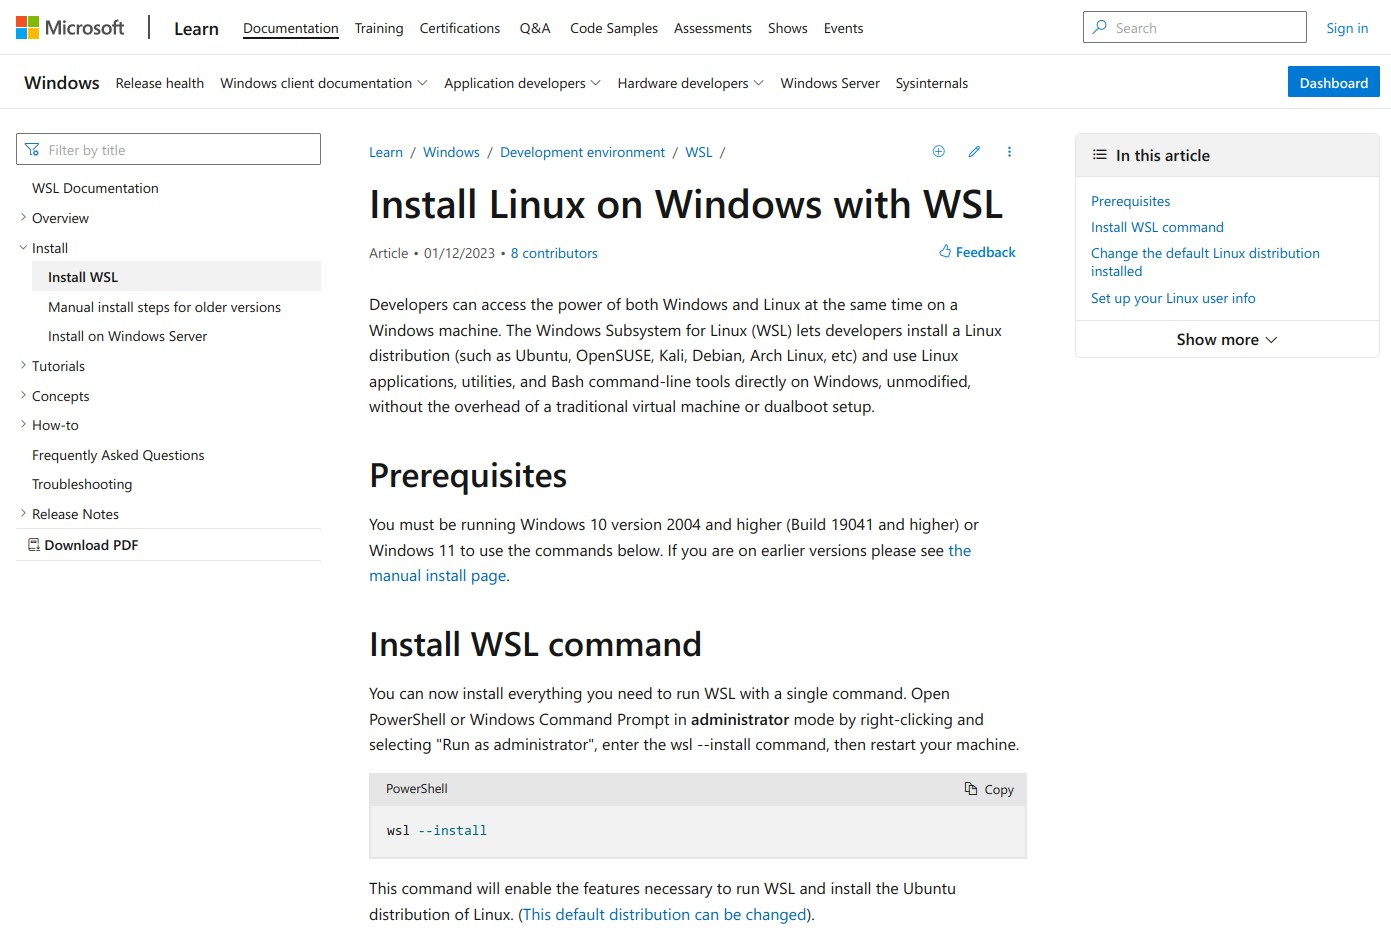 Microsoft Learn Documentation Training Certifications Q&A Code Samples Assessments Shows Events Search Sign in
Windows Release health Windows client documentation Application developers Hardware developers Windows Server Sysinternals Dashboard
Filter by title
WSL Documentation
Overview
Install
Install WSL
Manual install steps for older versions
Install on Windows Server
Tutorials
Concepts
How-to
Frequently Asked Questions
Troubleshooting
Release Notes
Download PDF
Learn / Windows / Development environment / WSL /
Install Linux on Windows with WSL
Article • 01/12/2023 • 8 contributors
Feedback
Developers can access the power of both Windows and Linux at the same time on a
Windows machine. The Windows Subsystem for Linux (WSL) lets developers install a Linux
distribution (such as Ubuntu, OpenSUSE, Kali, Debian, Arch Linux, etc) and use Linux
applications, utilities, and Bash command-line tools directly on Windows, unmodified,
without the overhead of a traditional virtual machine or dualboot setup.
Prerequisites
You must be running Windows 10 version 2004 and higher (Build 19041 and higher) or
Windows 11 to use the commands below. If you are on earlier versions please see the
manual install page.
Install WSL command
You can now install everything you need to run WSL with a single command. Open
PowerShell or Windows Command Prompt in administrator mode by right-clicking and
selecting "Run as administrator", enter the wsl --install command, then restart your machine.
PowerShell
Copy
wsl --install
This command will enable the features necessary to run WSL and install the Ubuntu
distribution of Linux. (This default distribution can be changed).
In this article
Prerequisites
Install WSL command
Change the default Linux distribution
installed
Set up your Linux user info
Show more